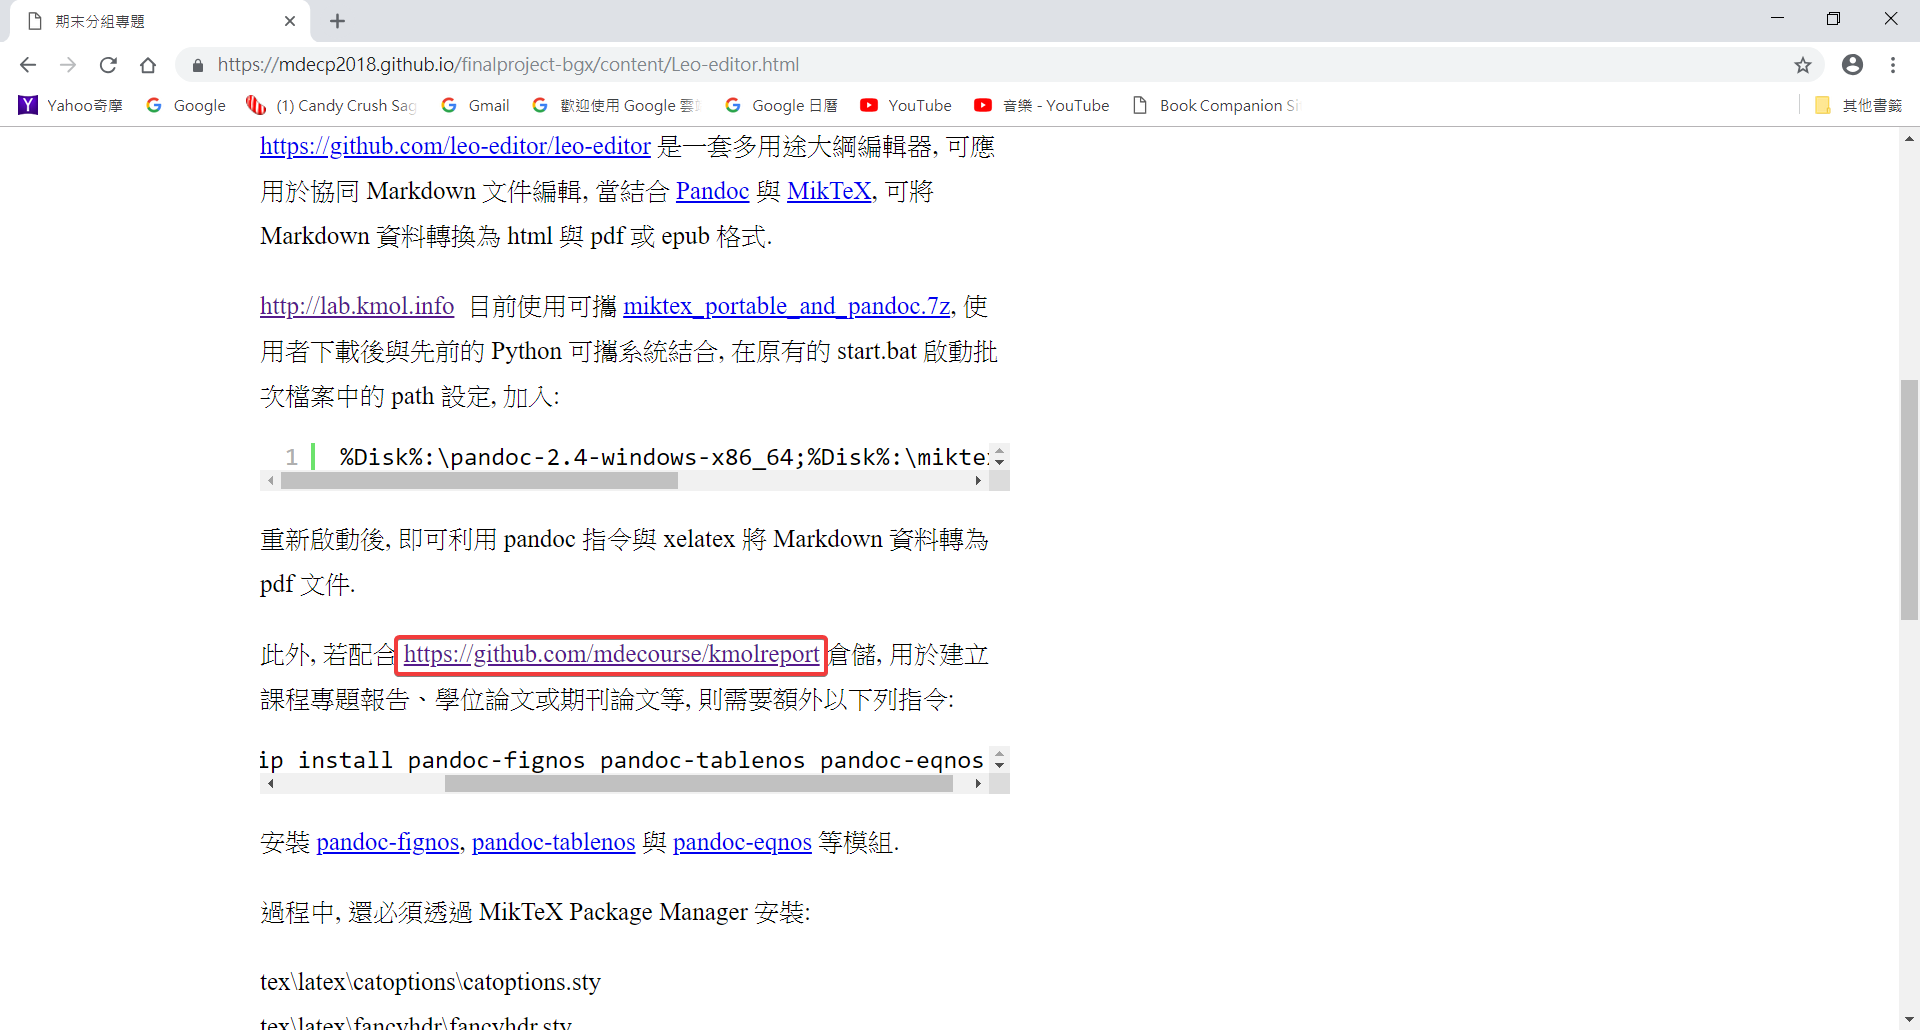 期末分組專題
https://mdecp2018.github.io/finalproject-bgx/content/Leo-editor.html
Yahoo奇摩
Google
(1) Candy Crush Sag
Gmail
歡迎使用 Google 雲
Google 日曆
YouTube
音樂 - YouTube
Book Companion Si
其他書籤
https://github.com/leo-editor/leo-editor 是一套多用途大綱編輯器, 可應
用於協同 Markdown 文件編輯, 當結合 Pandoc 與 MikTeX, 可將
Markdown 資料轉換為 html 與 pdf 或 epub 格式.
http://lab.kmol.info 目前使用可攜 miktex_portable_and_pandoc.7z, 使
用者下載後與先前的 Python 可攜系統結合, 在原有的 start.bat 啟動批
次檔案中的 path 設定, 加入:
1 %Disk%:\pandoc-2.4-windows-x86_64;%Disk%:\mikte
重新啟動後, 即可利用 pandoc 指令與 xelatex 將 Markdown 資料轉為
pdf 文件.
此外, 若配合 https://github.com/mdecourse/kmolreport 倉儲, 用於建立
課程專題報告、學位論文或期刊論文等, 則需要額外以下列指令:
ip install pandoc-fignos pandoc-tablenos pandoc-eqnos
安裝 pandoc-fignos, pandoc-tablenos 與 pandoc-eqnos 等模組.
過程中, 還必須透過 MikTeX Package Manager 安裝:
tex\latex\catoptions\catoptions.sty
tex\latex\fancyhdr\fancyhdr.sty